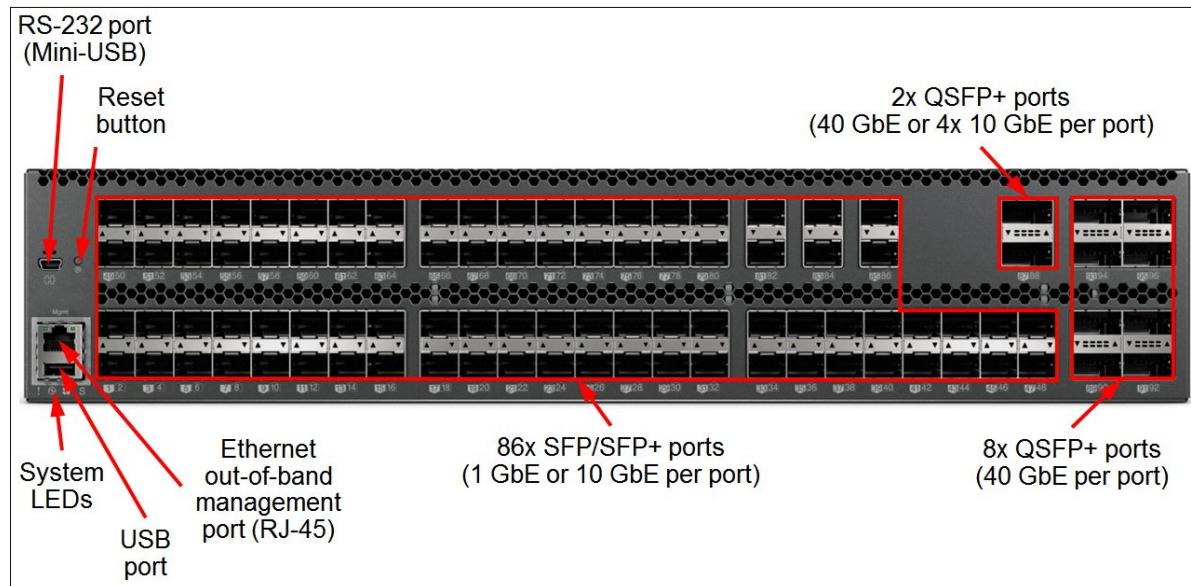 RS-232 port
(Mini-USB)
Reset
button
2x QSFP+ ports
(40 GbE or 4x 10 GbE per port)
Mgmt
86x SFP/SFP+ ports
(1 GbE or 10 GbE per port)
8x QSFP+ ports
(40 GbE per port)
System
LEDs
Ethernet
out-of-band
management
port (RJ-45)
USB
port